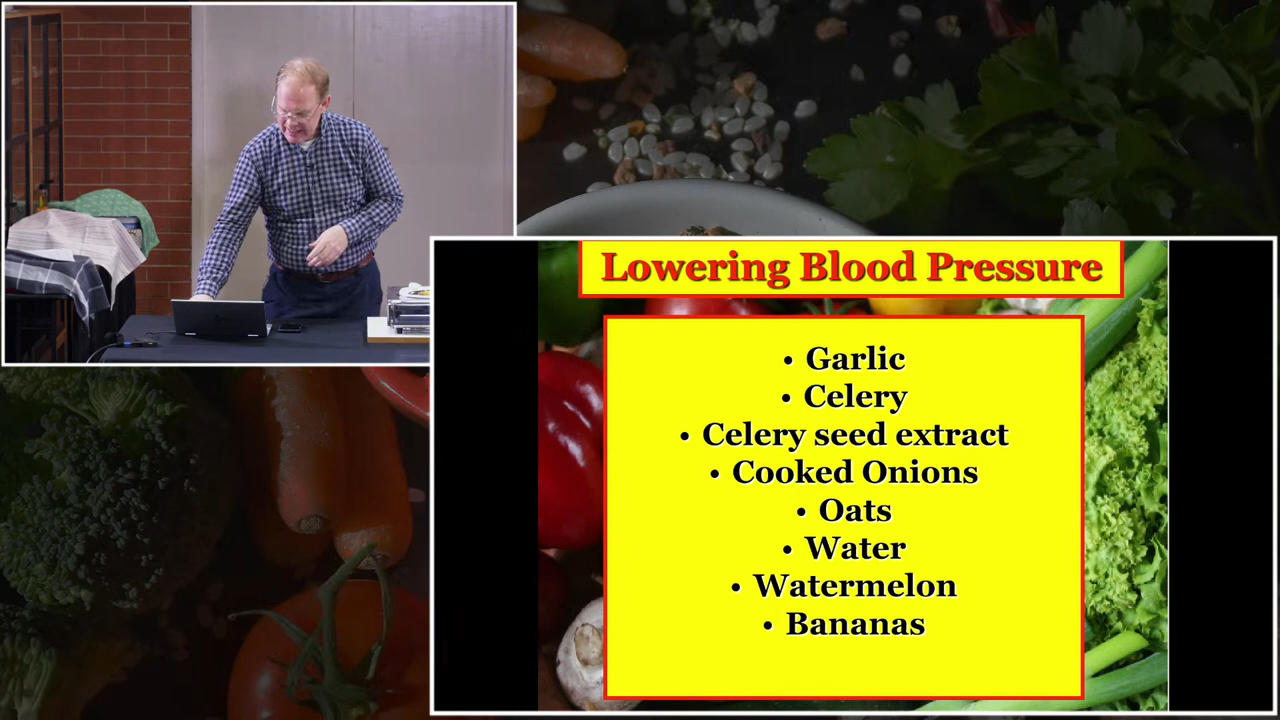 Lowering Blood Pressure
• Garlic
• Celery
• Celery seed extract
• Cooked Onions
• Oats
• Water
• Watermelon
• Bananas